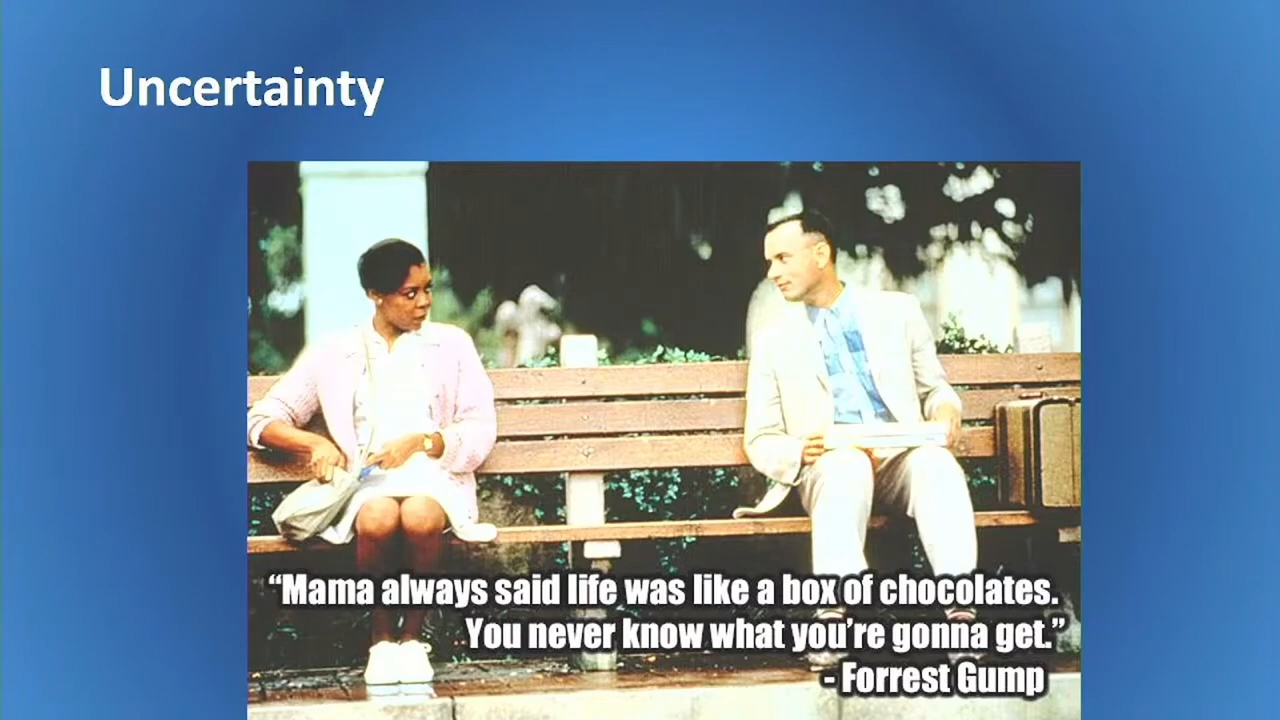 Uncertainty
“Mama always said life was like a box of chocolates.
You never know what you’re gonna get.”
- Forrest Gump